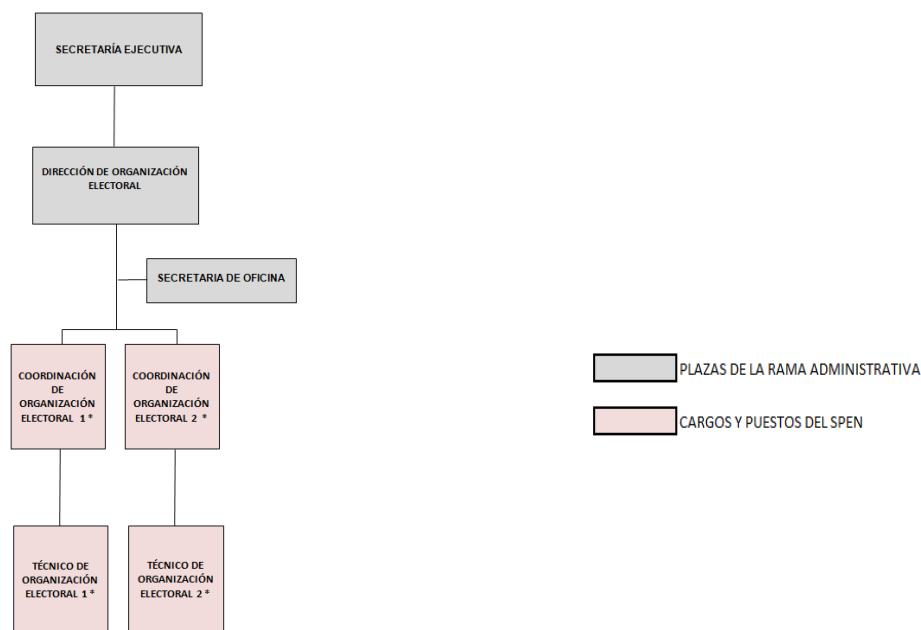 SECRETARÍA EJECUTIVA
DIRECCIÓN DE ORGANIZACIÓN
ELECTORAL
SECRETARIA DE OFICINA
COORDINACIÓN
DE
ORGANIZACIÓN
ELECTORAL 1 *
COORDINACIÓN
DE
ORGANIZACIÓN
ELECTORAL 2 *
PLAZAS DE LA RAMA ADMINISTRATIVA
CARGOS Y PUESTOS DEL SPEN
TÉCNICO DE
ORGANIZACIÓN
ELECTORAL 1 *
TÉCNICO DE
ORGANIZACIÓN
ELECTORAL 2 *